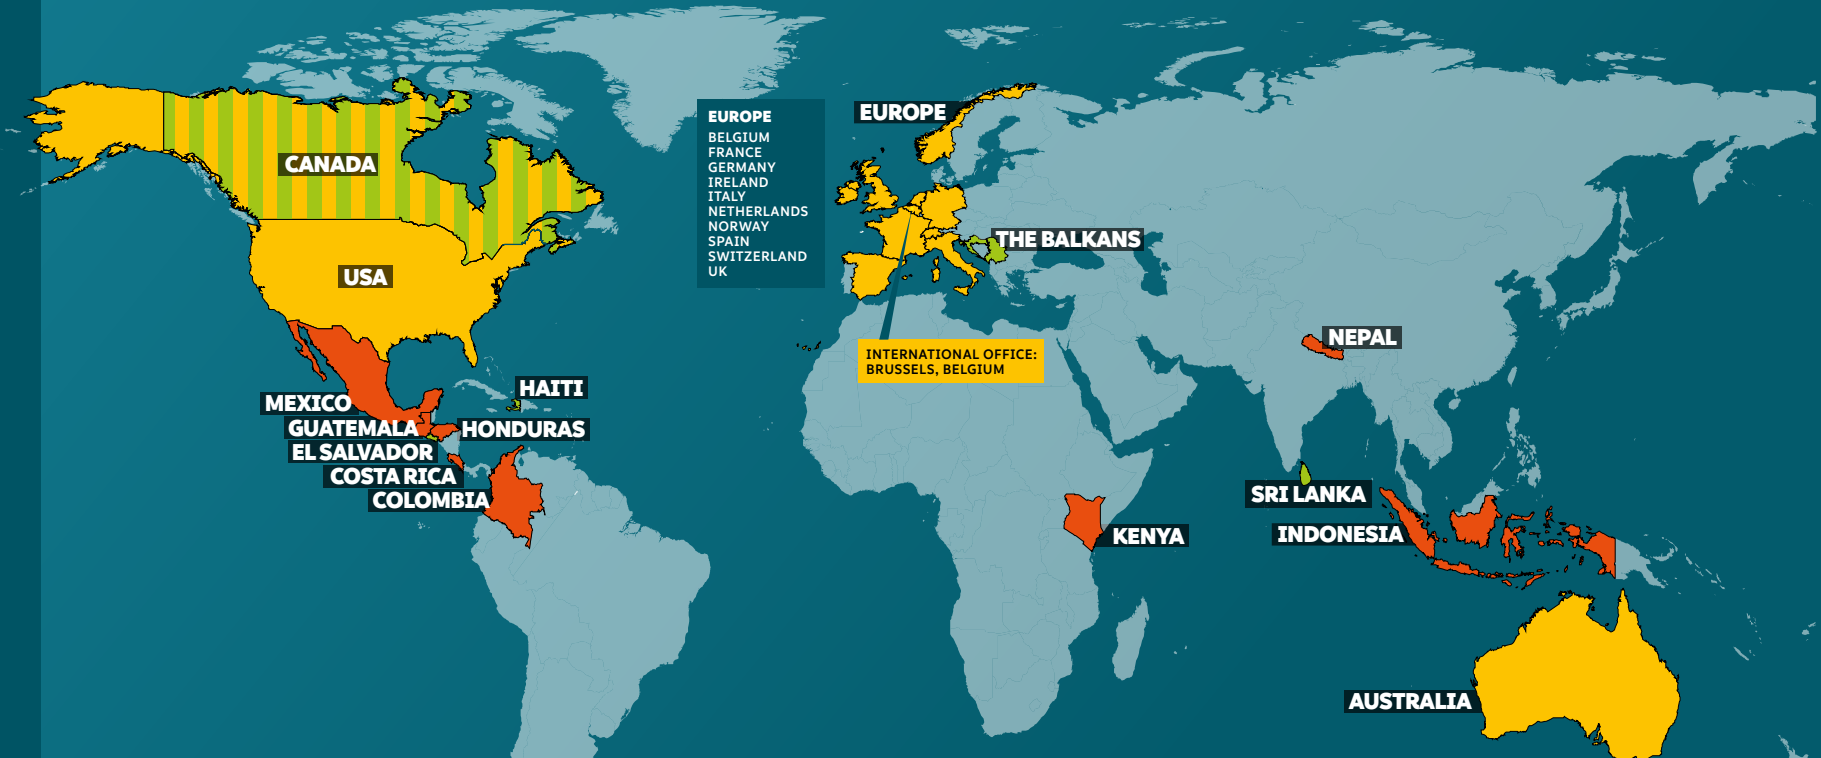 EUROPE
BELGIUM
FRANCE
GERMANY
IRELAND
ITALY
NETHERLANDS
NORWAY
SPAIN
SWITZERLAND
UK
EUROPE
CANADA
THE BALKANS
USA
NEPAL
INTERNATIONAL OFFICE:
BRUSSELS, BELGIUM
HAITI
MEXICO
GUATEMALA
HONDURAS
EL SALVADOR
COSTA RICA
COLOMBIA
SRI LANKA
KENYA
INDONESIA
AUSTRALIA